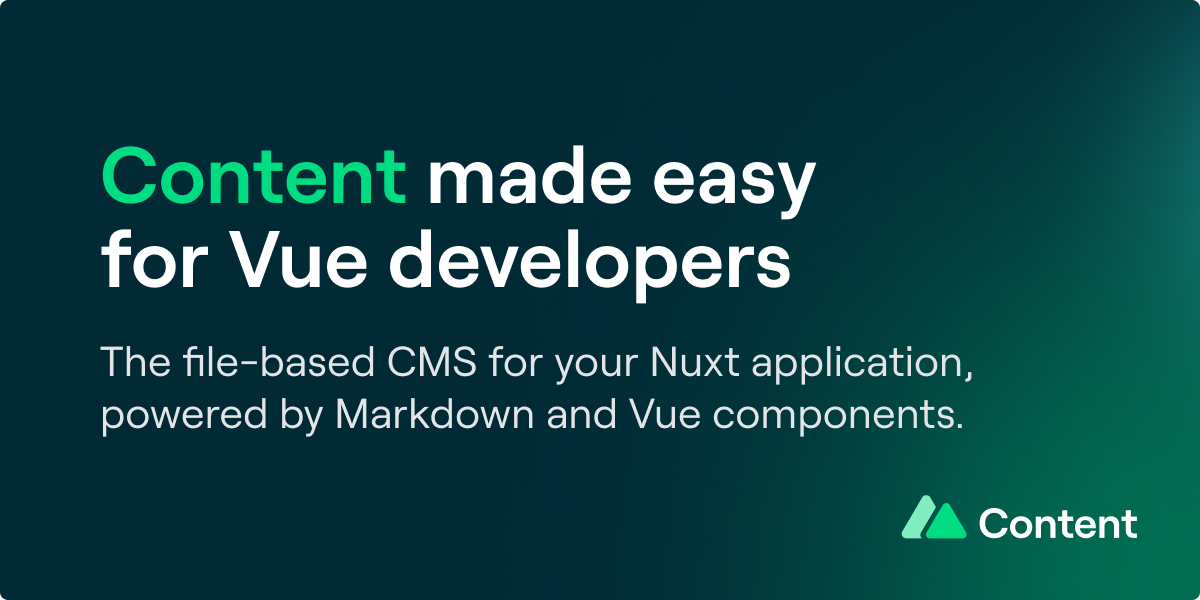 Content made easy
for Vue developers
The file-based CMS for your Nuxt application,
powered by Markdown and Vue components.
Content